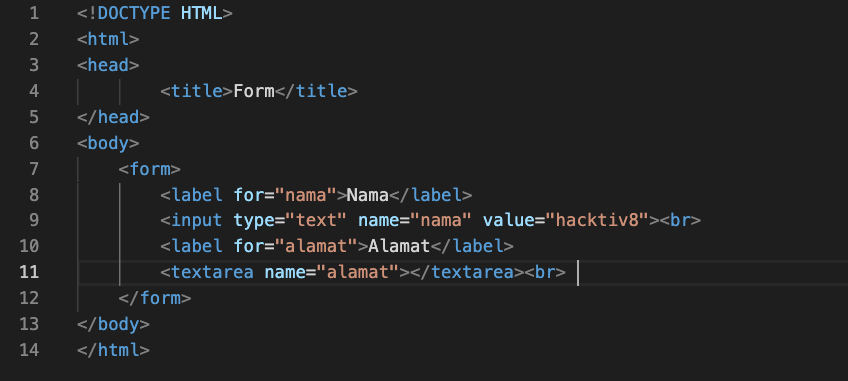 1 <!DOCTYPE HTML>
2 <html>
3 <head>
4 <title>Form</title>
5 </head>
6 <body>
7 <form>
8 <label for="nama">Nama</label>
9 <input type="text" name="nama" value="hacktiv8"><br>
10 <label for="alamat">Alamat</label>
11 <textarea name="alamat"></textarea><br>
12 </form>
13 </body>
14 </html>